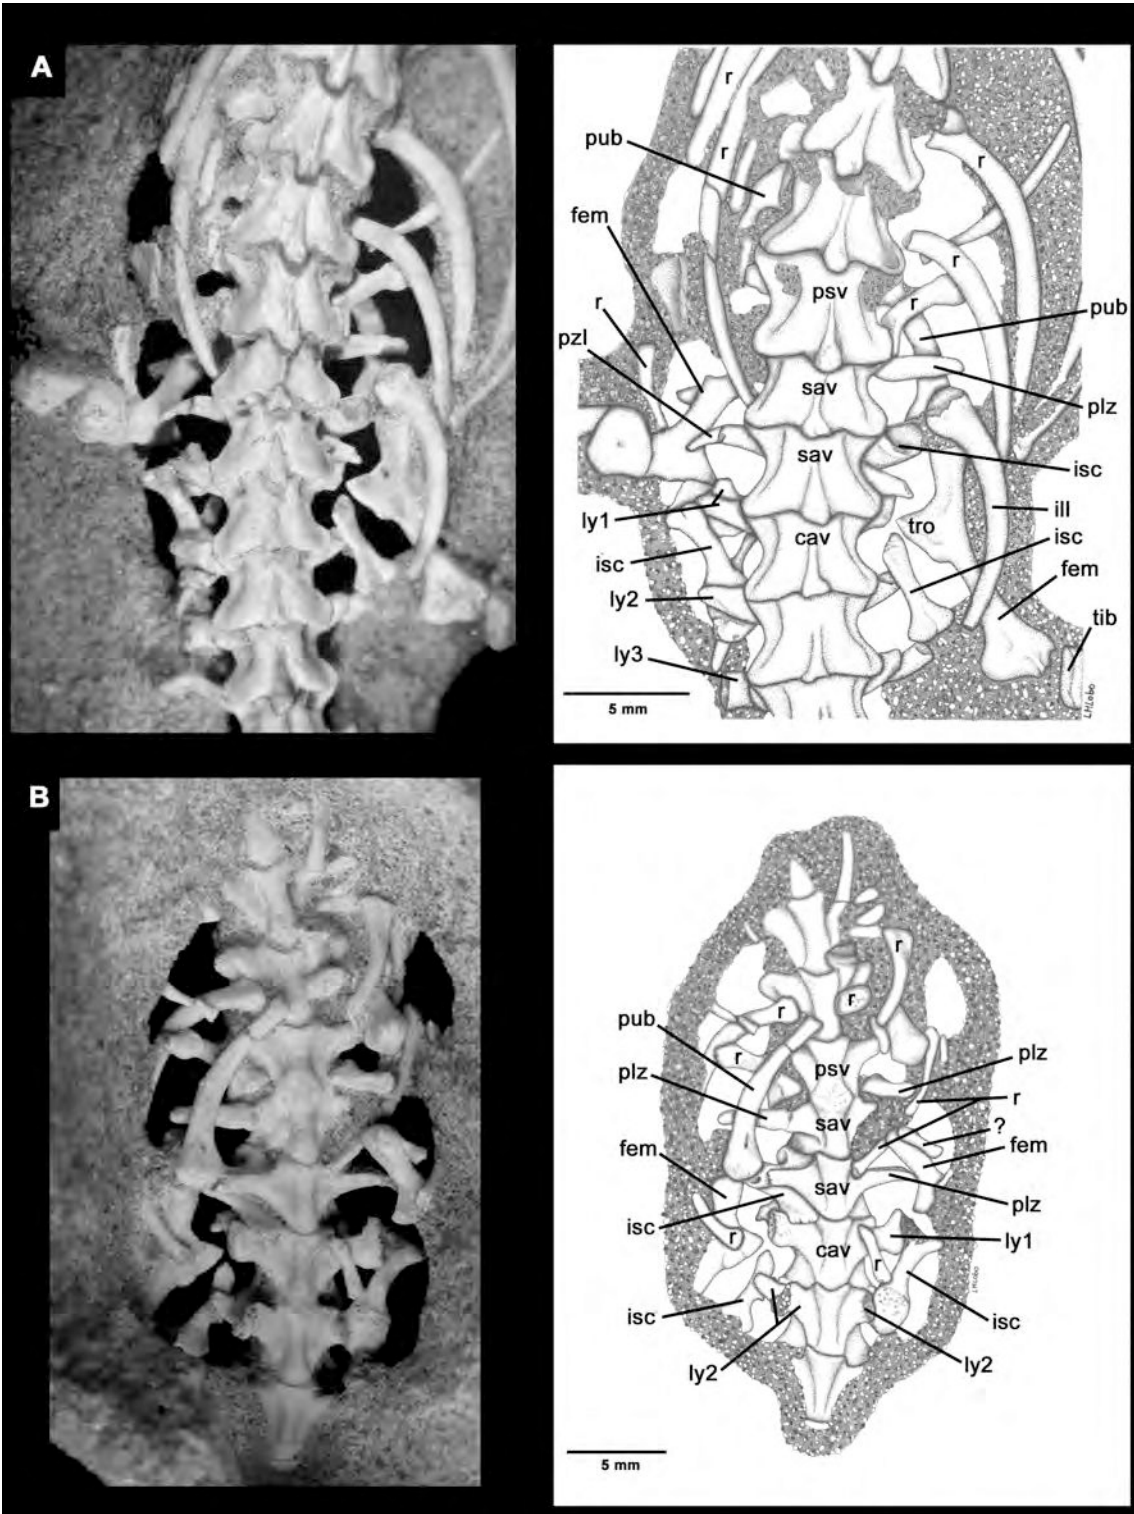 A
r
pub
r
r
fem
r
psv
r
r
pub
pzl
sav
plz
sav
isc
ly1
ill
cav
tro
isc
isc
fem
ly2
tib
ly3
5 mm
LMLobo
B
r
r
r
pub
r
psv
plz
plz
r
sav
?
fem
fem
sav
plz
isc
r
cav
ly1
r
LMLobo
isc
isc
ly2
ly2
5 mm